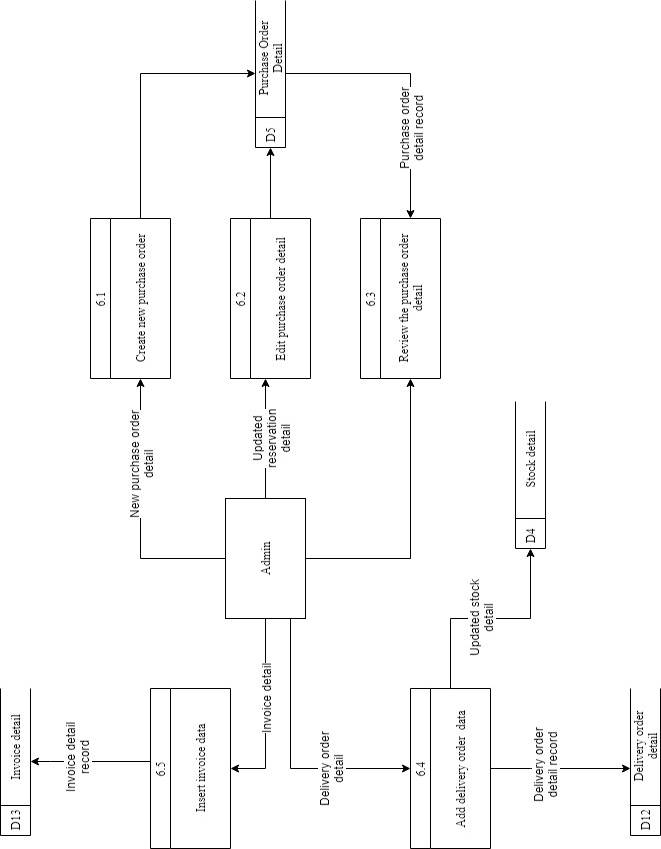 D13
Invoice detail
Invoice detail
record
6.5
Insert invoice data
Invoice detail
6.1
Create new purchase order
New purchase order
detail
Admin
Updated
reservation
detail
6.2
Edit purchase order detail
D5
Purchase Order
Detail
Delivery order
detail
6.3
Review the purchase order
detail
Purchase order
detail record
6.4
Add delivery order data
Updated stock
detail
D4
Stock detail
Delivery order
detail record
D12
Delivery order
detail